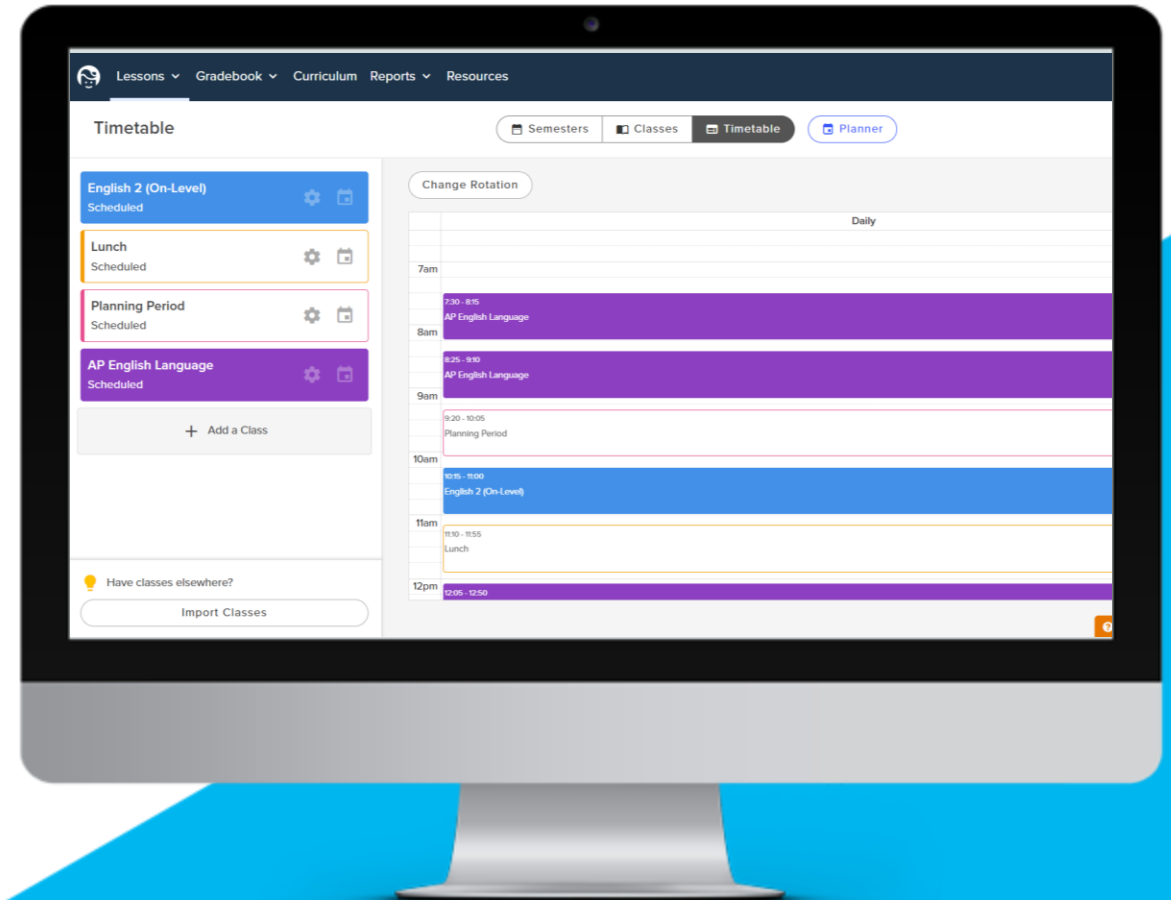 Lessons Gradebook Curriculum Reports Resources
Timetable
Semesters Classes Timetable Planner
English 2 (On-Level)
Scheduled
Lunch
Scheduled
Planning Period
Scheduled
AP English Language
Scheduled
+ Add a Class
Have classes elsewhere?
Import Classes
Change Rotation
Daily
7am
7:30 - 8:15
AP English Language
8am
8:25 - 9:10
AP English Language
9am
9:20 - 10:05
Planning Period
10am
10:15 - 11:00
English 2 (On-Level)
11am
11:10 - 11:55
Lunch
12pm
12:05 - 12:50
?